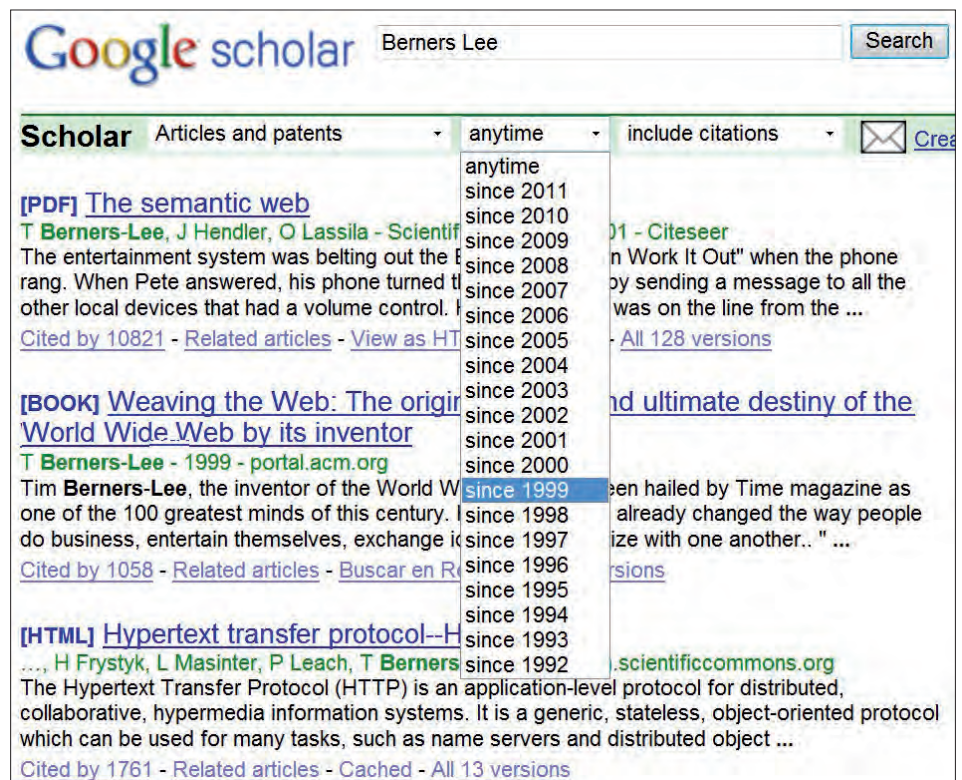 Google scholar Berners Lee Search
Scholar Articles and patents anytime include citations
anytime
since 2011
since 2010
since 2009
since 2008
since 2007
since 2006
since 2005
since 2004
since 2003
since 2002
since 2001
since 2000
since 1999
since 1998
since 1997
since 1996
since 1995
since 1994
since 1993
since 1992
[PDF] The semantic web
T Berners-Lee, J Hendler, O Lassila - 01 - Citeseer
The entertainment system was belting out the Work It Out" when the phone
rang. When Pete answered, his phone turned by sending a message to all the
other local devices that had a volume control. was on the line from the ...
Cited by 10821 - Related articles - View as - All 128 versions
[BOOK] Weaving the Web: The ultimate destiny of the
World Wide Web by its inventor
T Berners-Lee - 1999 - portal.acm.org
Tim Berners-Lee, the inventor of the World hailed by Time magazine as
one of the 100 greatest minds of this century. already changed the way people
do business, entertain themselves, exchange with one another.. " ...
Cited by 1058 - Related articles - Buscar en
[HTML] Hypertext transfer protocol--
..., H Frystyk, L Masinter, P Leach, T Berners .scientificcommons.org
The Hypertext Transfer Protocol (HTTP) is an application-level protocol for distributed,
collaborative, hypermedia information systems. It is a generic, stateless, object-oriented protocol
which can be used for many tasks, such as name servers and distributed object ...
Cited by 1761 - Related articles - Cached - All 13 versions